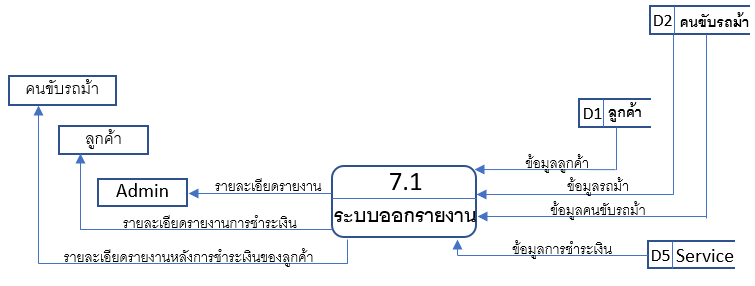 D2 คนขับรถม้า
คนขับรถม้า
D1 ลูกค้า
ลูกค้า
ข้อมูลลูกค้า
7.1
Admin
รายละเอียดรายงาน
ข้อมูลรถม้า
ระบบออกรายงาน
ข้อมูลคนขับรถม้า
รายละเอียดรายงานการชำระเงิน
ข้อมูลการชำระเงิน
D5 Service
รายละเอียดรายงานหลังการชำระเงินของลูกค้า